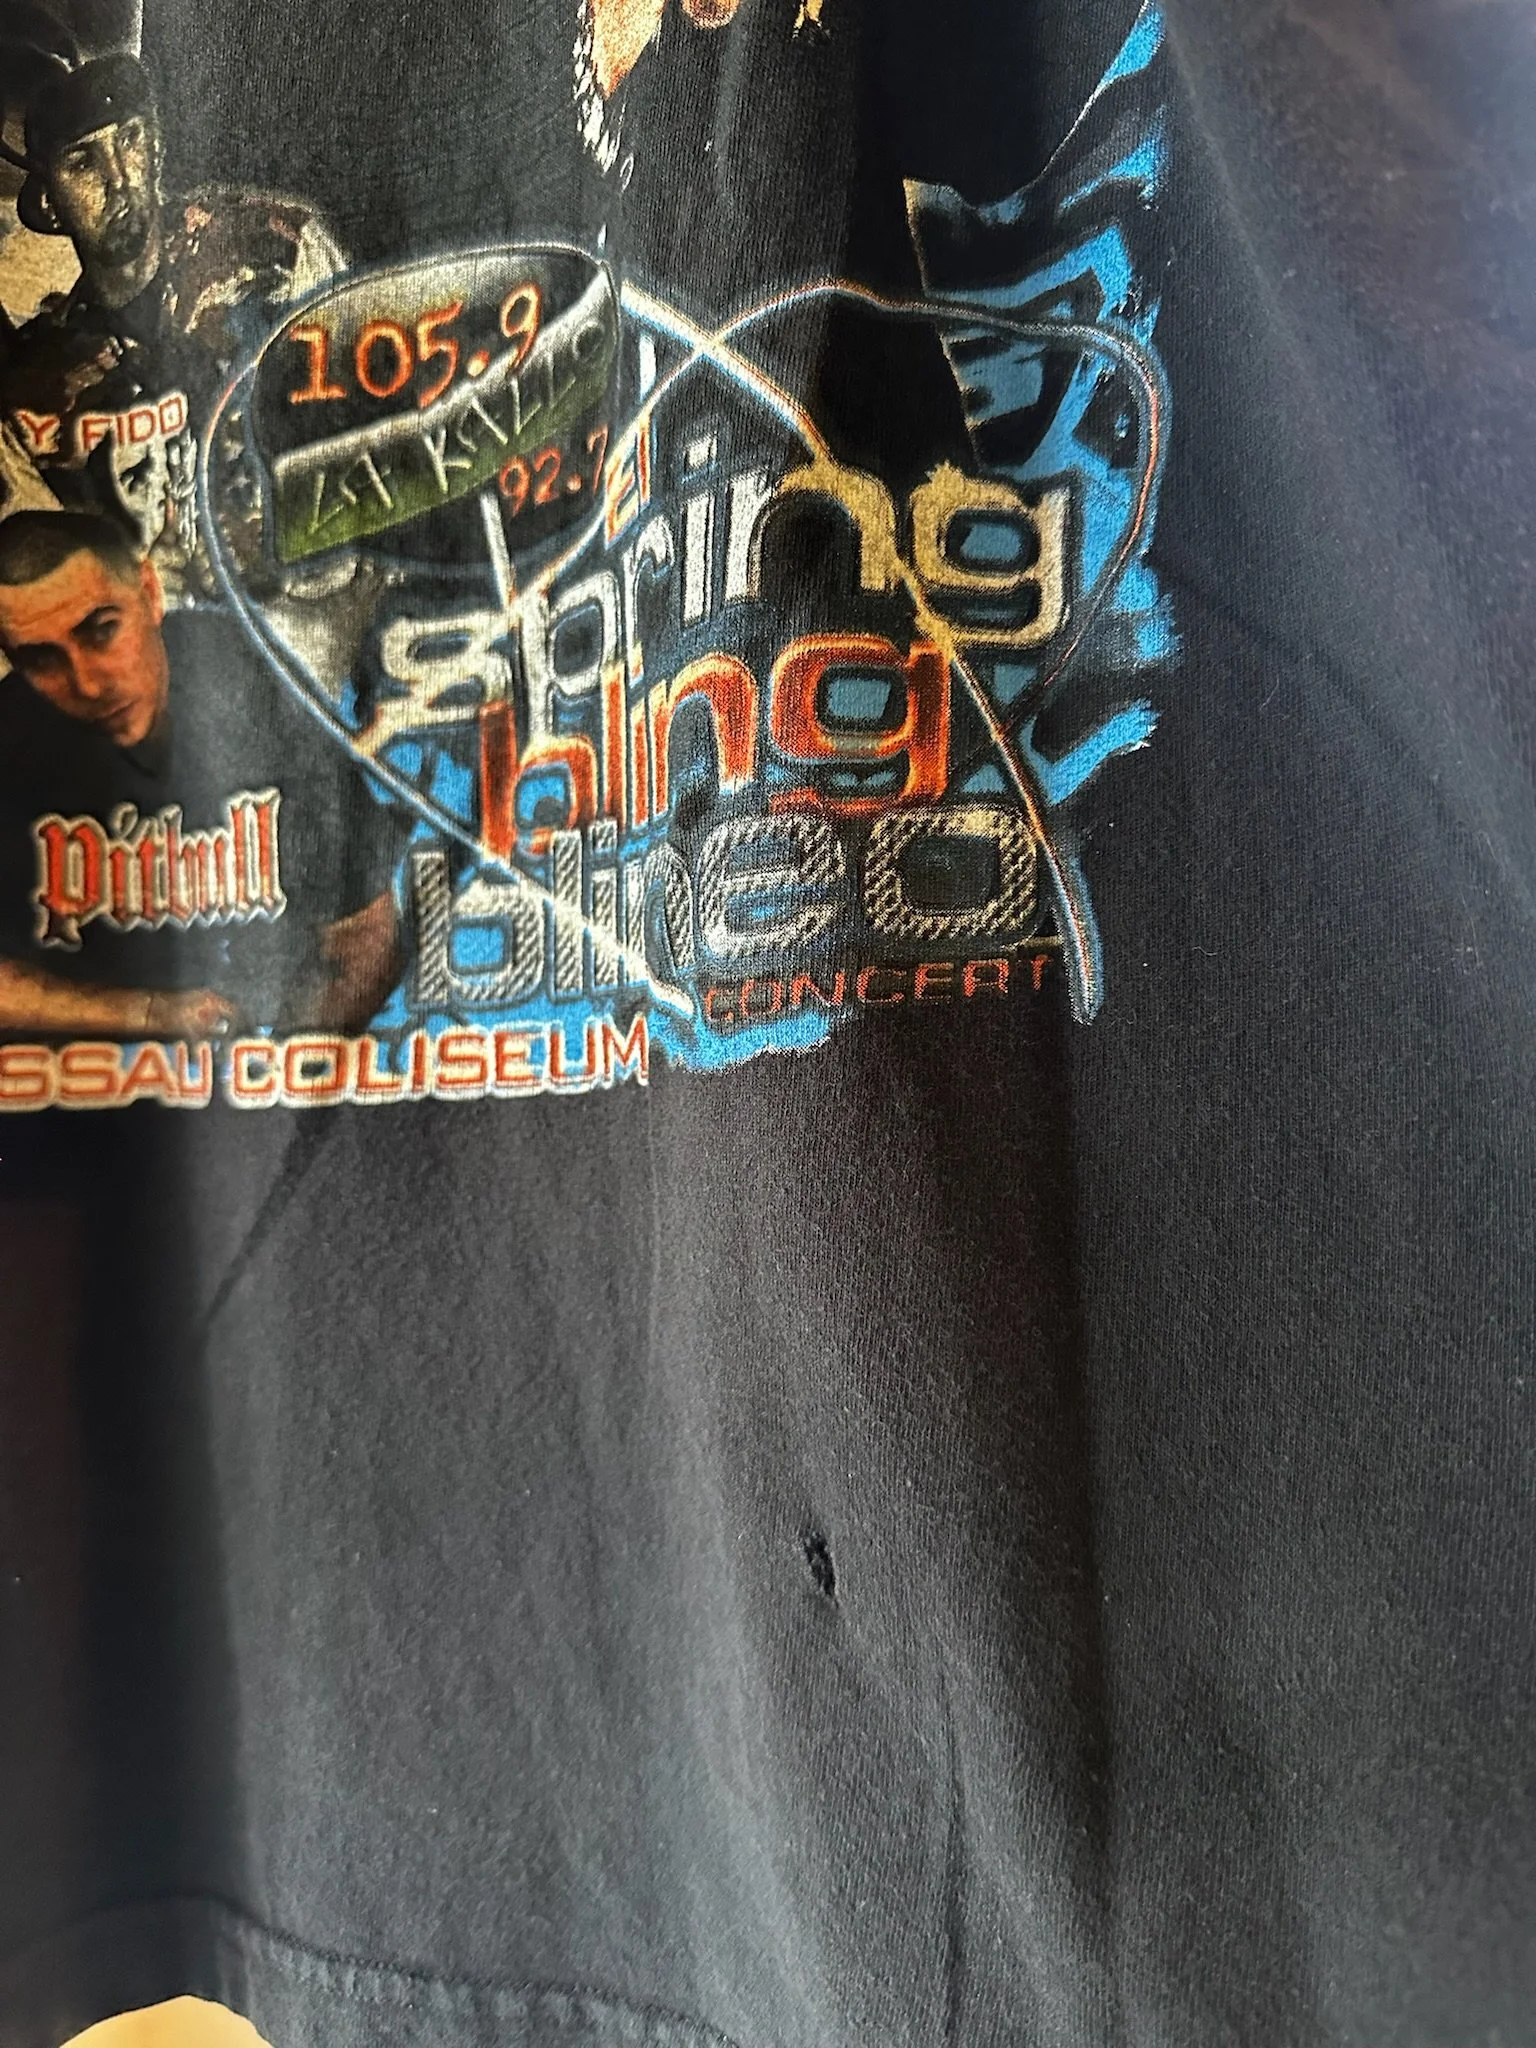 105.9
LA KALLE
92.7
Y FIDO
El
spring
bling
blineo
CONCERT
Pitbull
SSAU COLISEUM